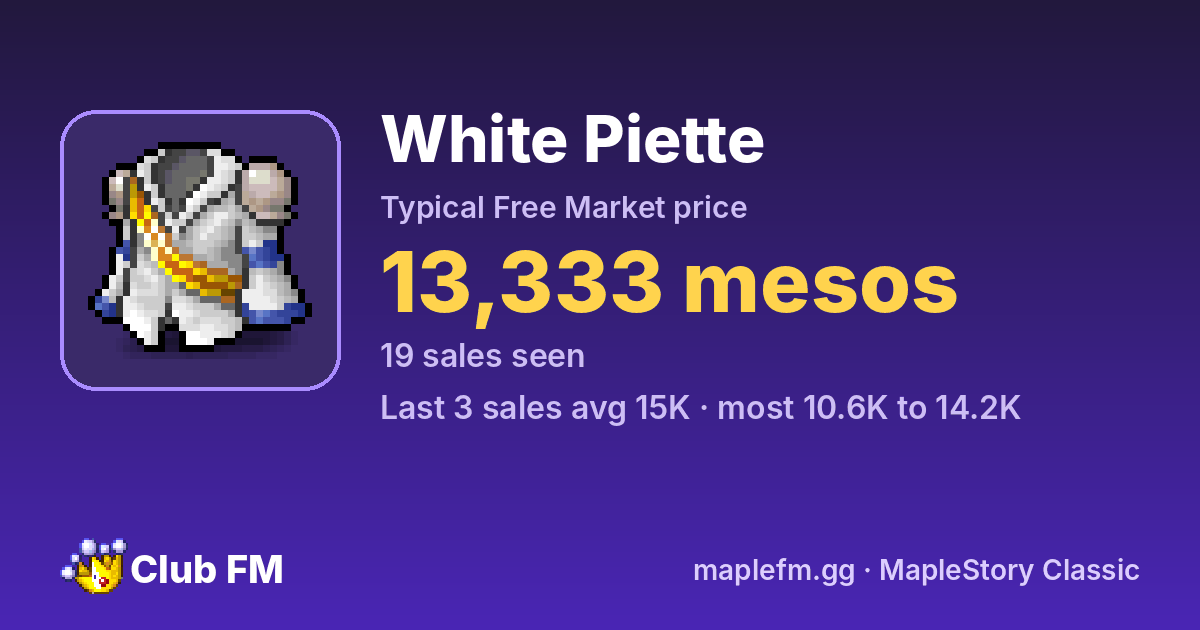 White Piette
Typical Free Market price
13,333 mesos
19 sales seen
Last 3 sales avg 15K · most 10.6K to 14.2K
Club FM
maplefm.gg · MapleStory Classic